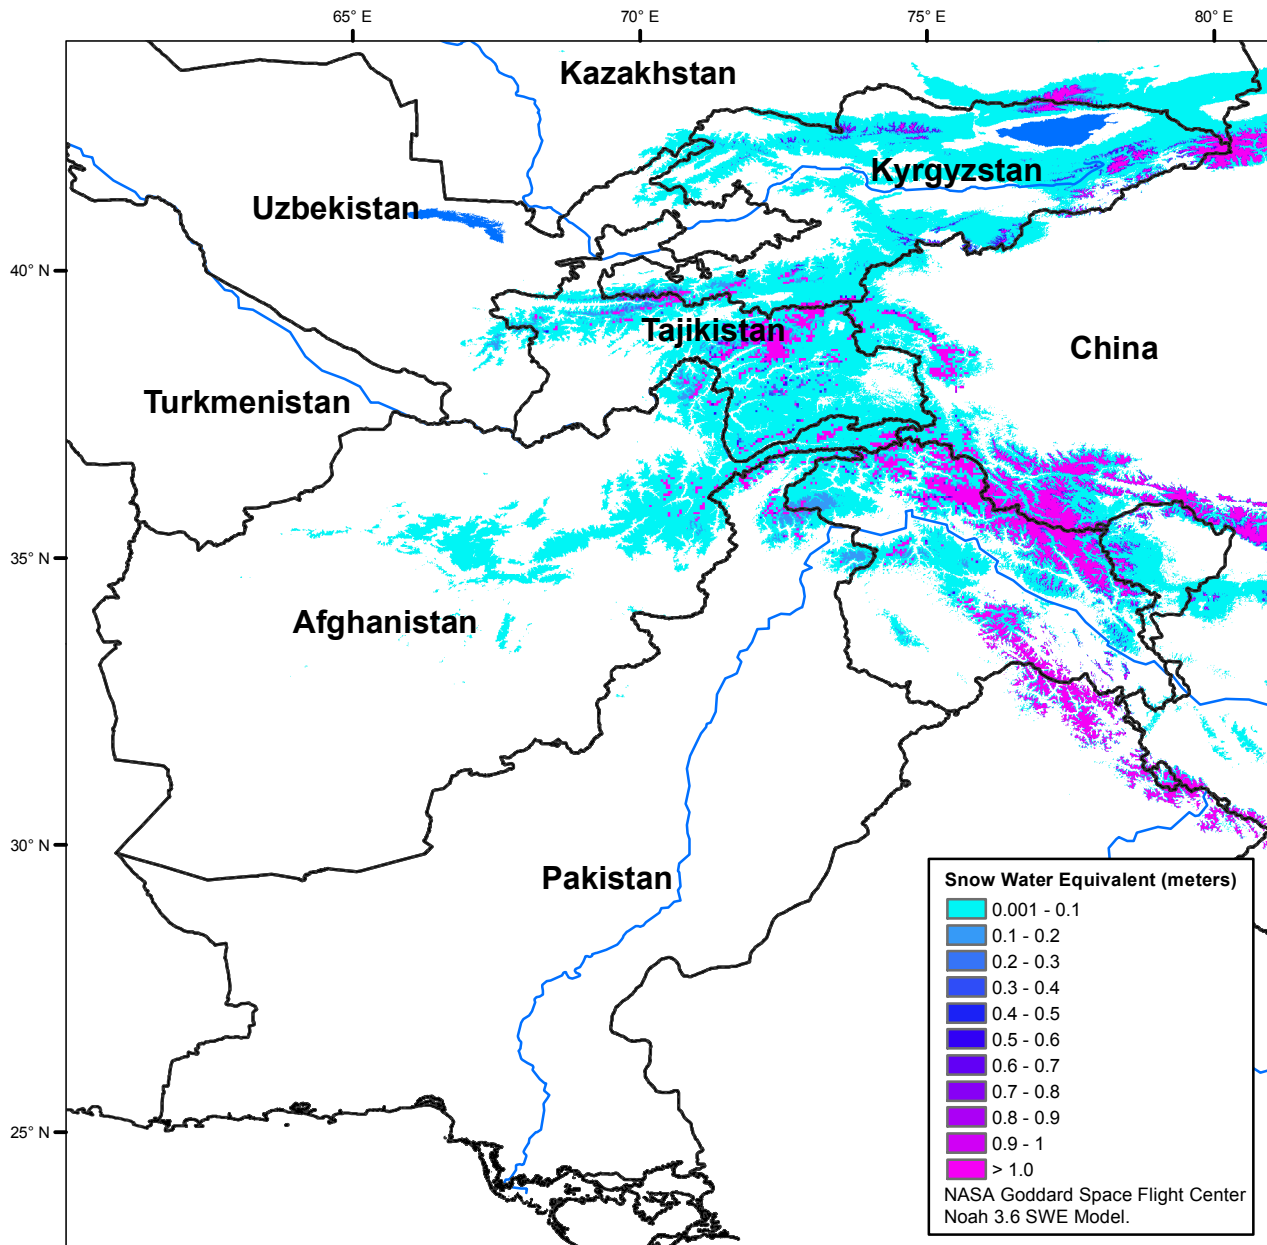 65° E
70° E
75° E
80° E
Kazakhstan
Kyrgyzstan
Uzbekistan
40° N
Tajikistan
China
Turkmenistan
35° N
Afghanistan
30° N
Pakistan
25° N
Snow Water Equivalent (meters)
0.001 - 0.1
0.1 - 0.2
0.2 - 0.3
0.3 - 0.4
0.4 - 0.5
0.5 - 0.6
0.6 - 0.7
0.7 - 0.8
0.8 - 0.9
0.9 - 1
> 1.0
NASA Goddard Space Flight Center
Noah 3.6 SWE Model.